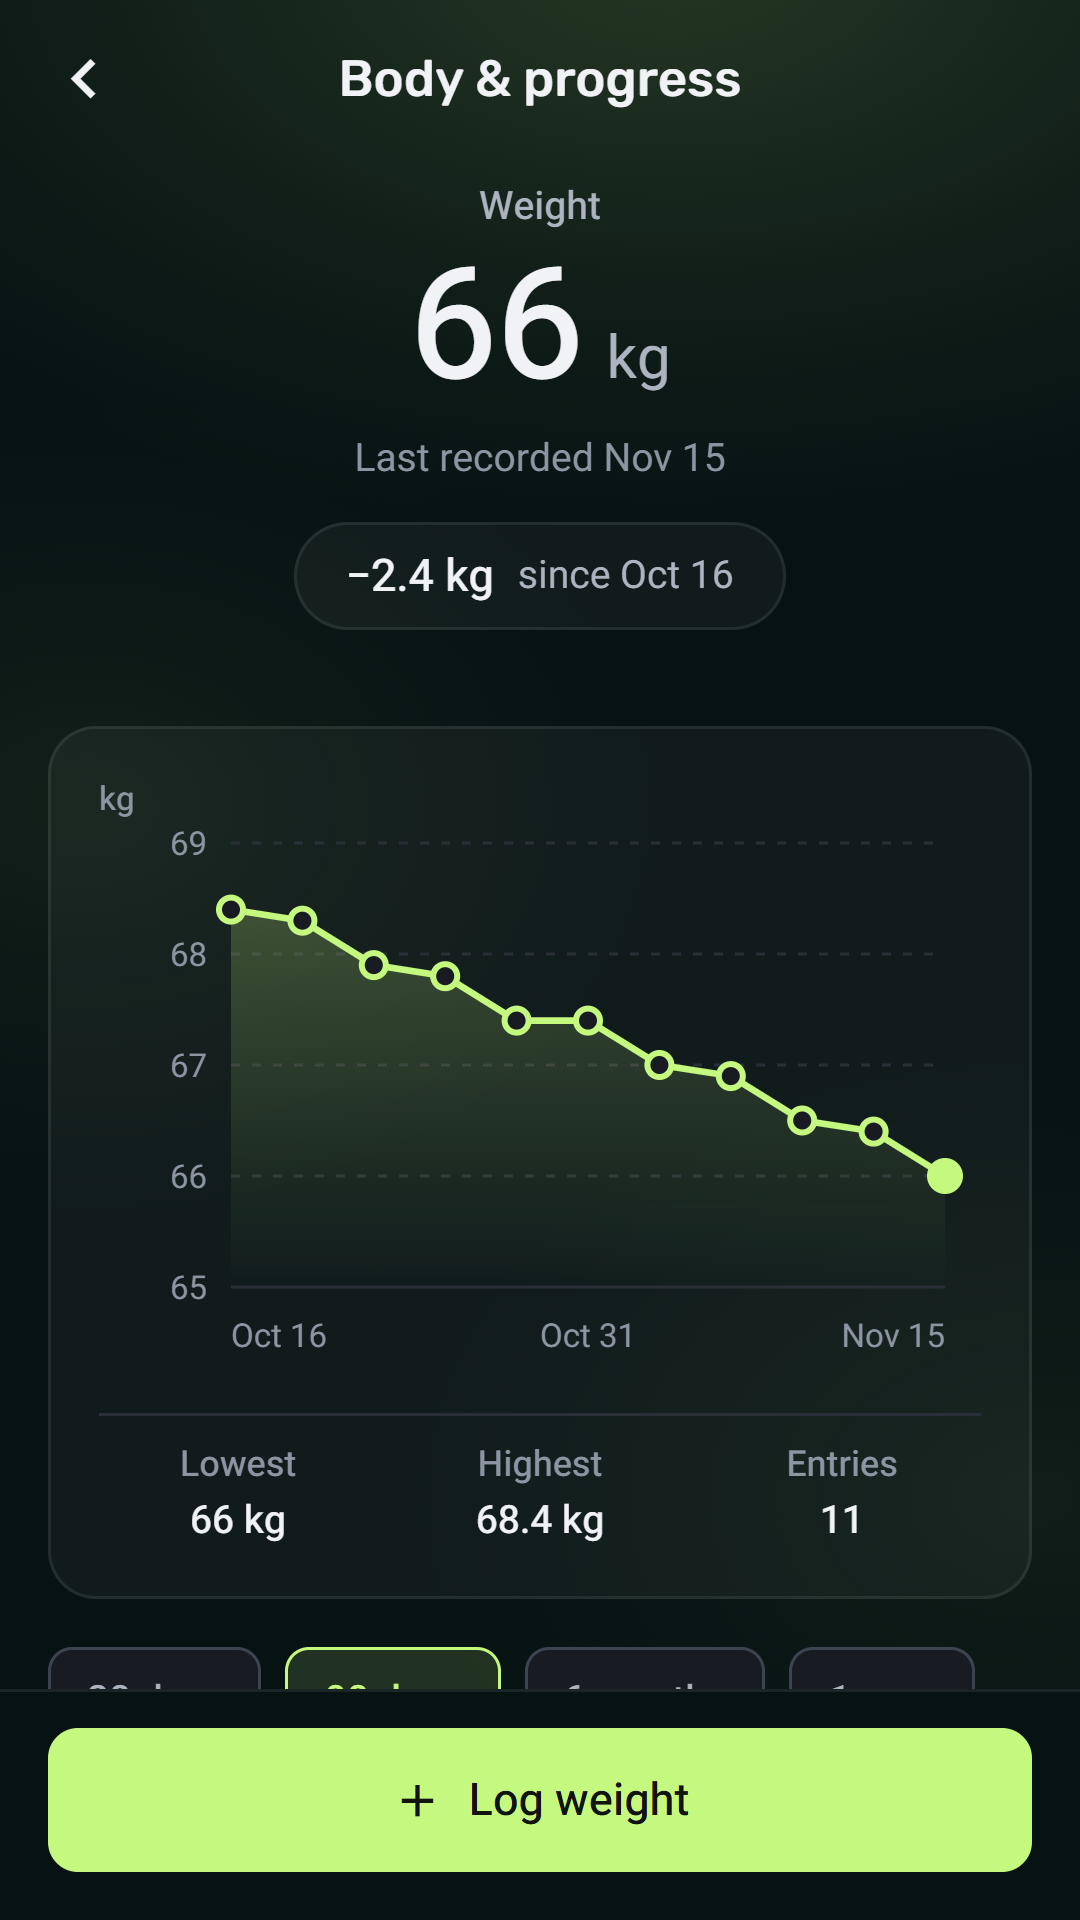 Body & progress
Weight
66 kg
Last recorded Nov 15
−2.4 kg since Oct 16
kg
69
68
67
66
65
Oct 16 Oct 31 Nov 15
Lowest Highest Entries
66 kg 68.4 kg 11
+ Log weight